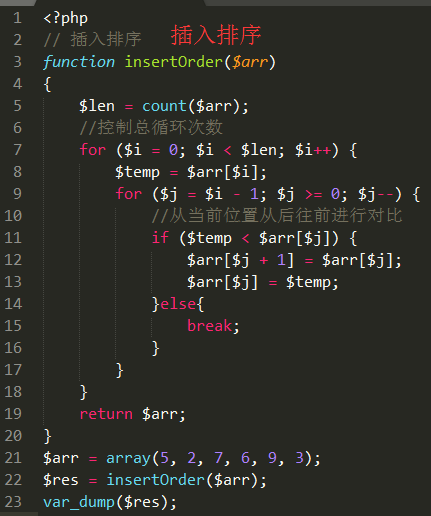 1 <?php
2 // 插入排序 插入排序
3 function insertOrder($arr)
4 {
5     $len = count($arr);
6     //控制总循环次数
7     for ($i = 0; $i < $len; $i++) {
8         $temp = $arr[$i];
9         for ($j = $i - 1; $j >= 0; $j--) {
10             //从当前位置从后往前进行对比
11             if ($temp < $arr[$j]) {
12                 $arr[$j + 1] = $arr[$j];
13                 $arr[$j] = $temp;
14             }else{
15                 break;
16             }
17         }
18     }
19     return $arr;
20 }
21 $arr = array(5, 2, 7, 6, 9, 3);
22 $res = insertOrder($arr);
23 var_dump($res);